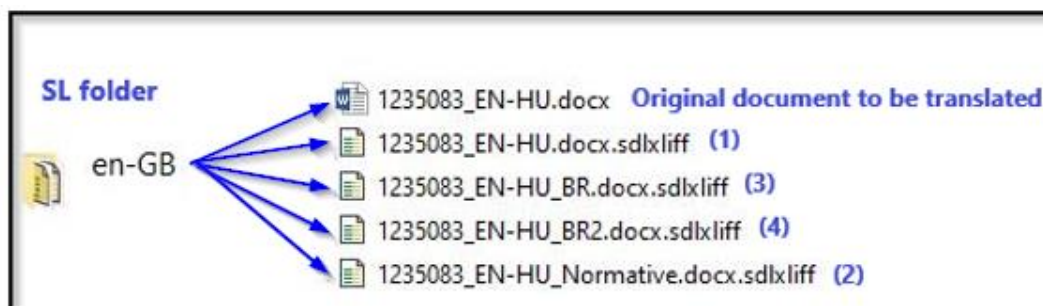 SL folder
en-GB
1235083_EN-HU.docx Original document to be translated
1235083_EN-HU.docx.sdlxliff (1)
1235083_EN-HU_BR.docx.sdlxliff (3)
1235083_EN-HU_BR2.docx.sdlxliff (4)
1235083_EN-HU_Normative.docx.sdlxliff (2)